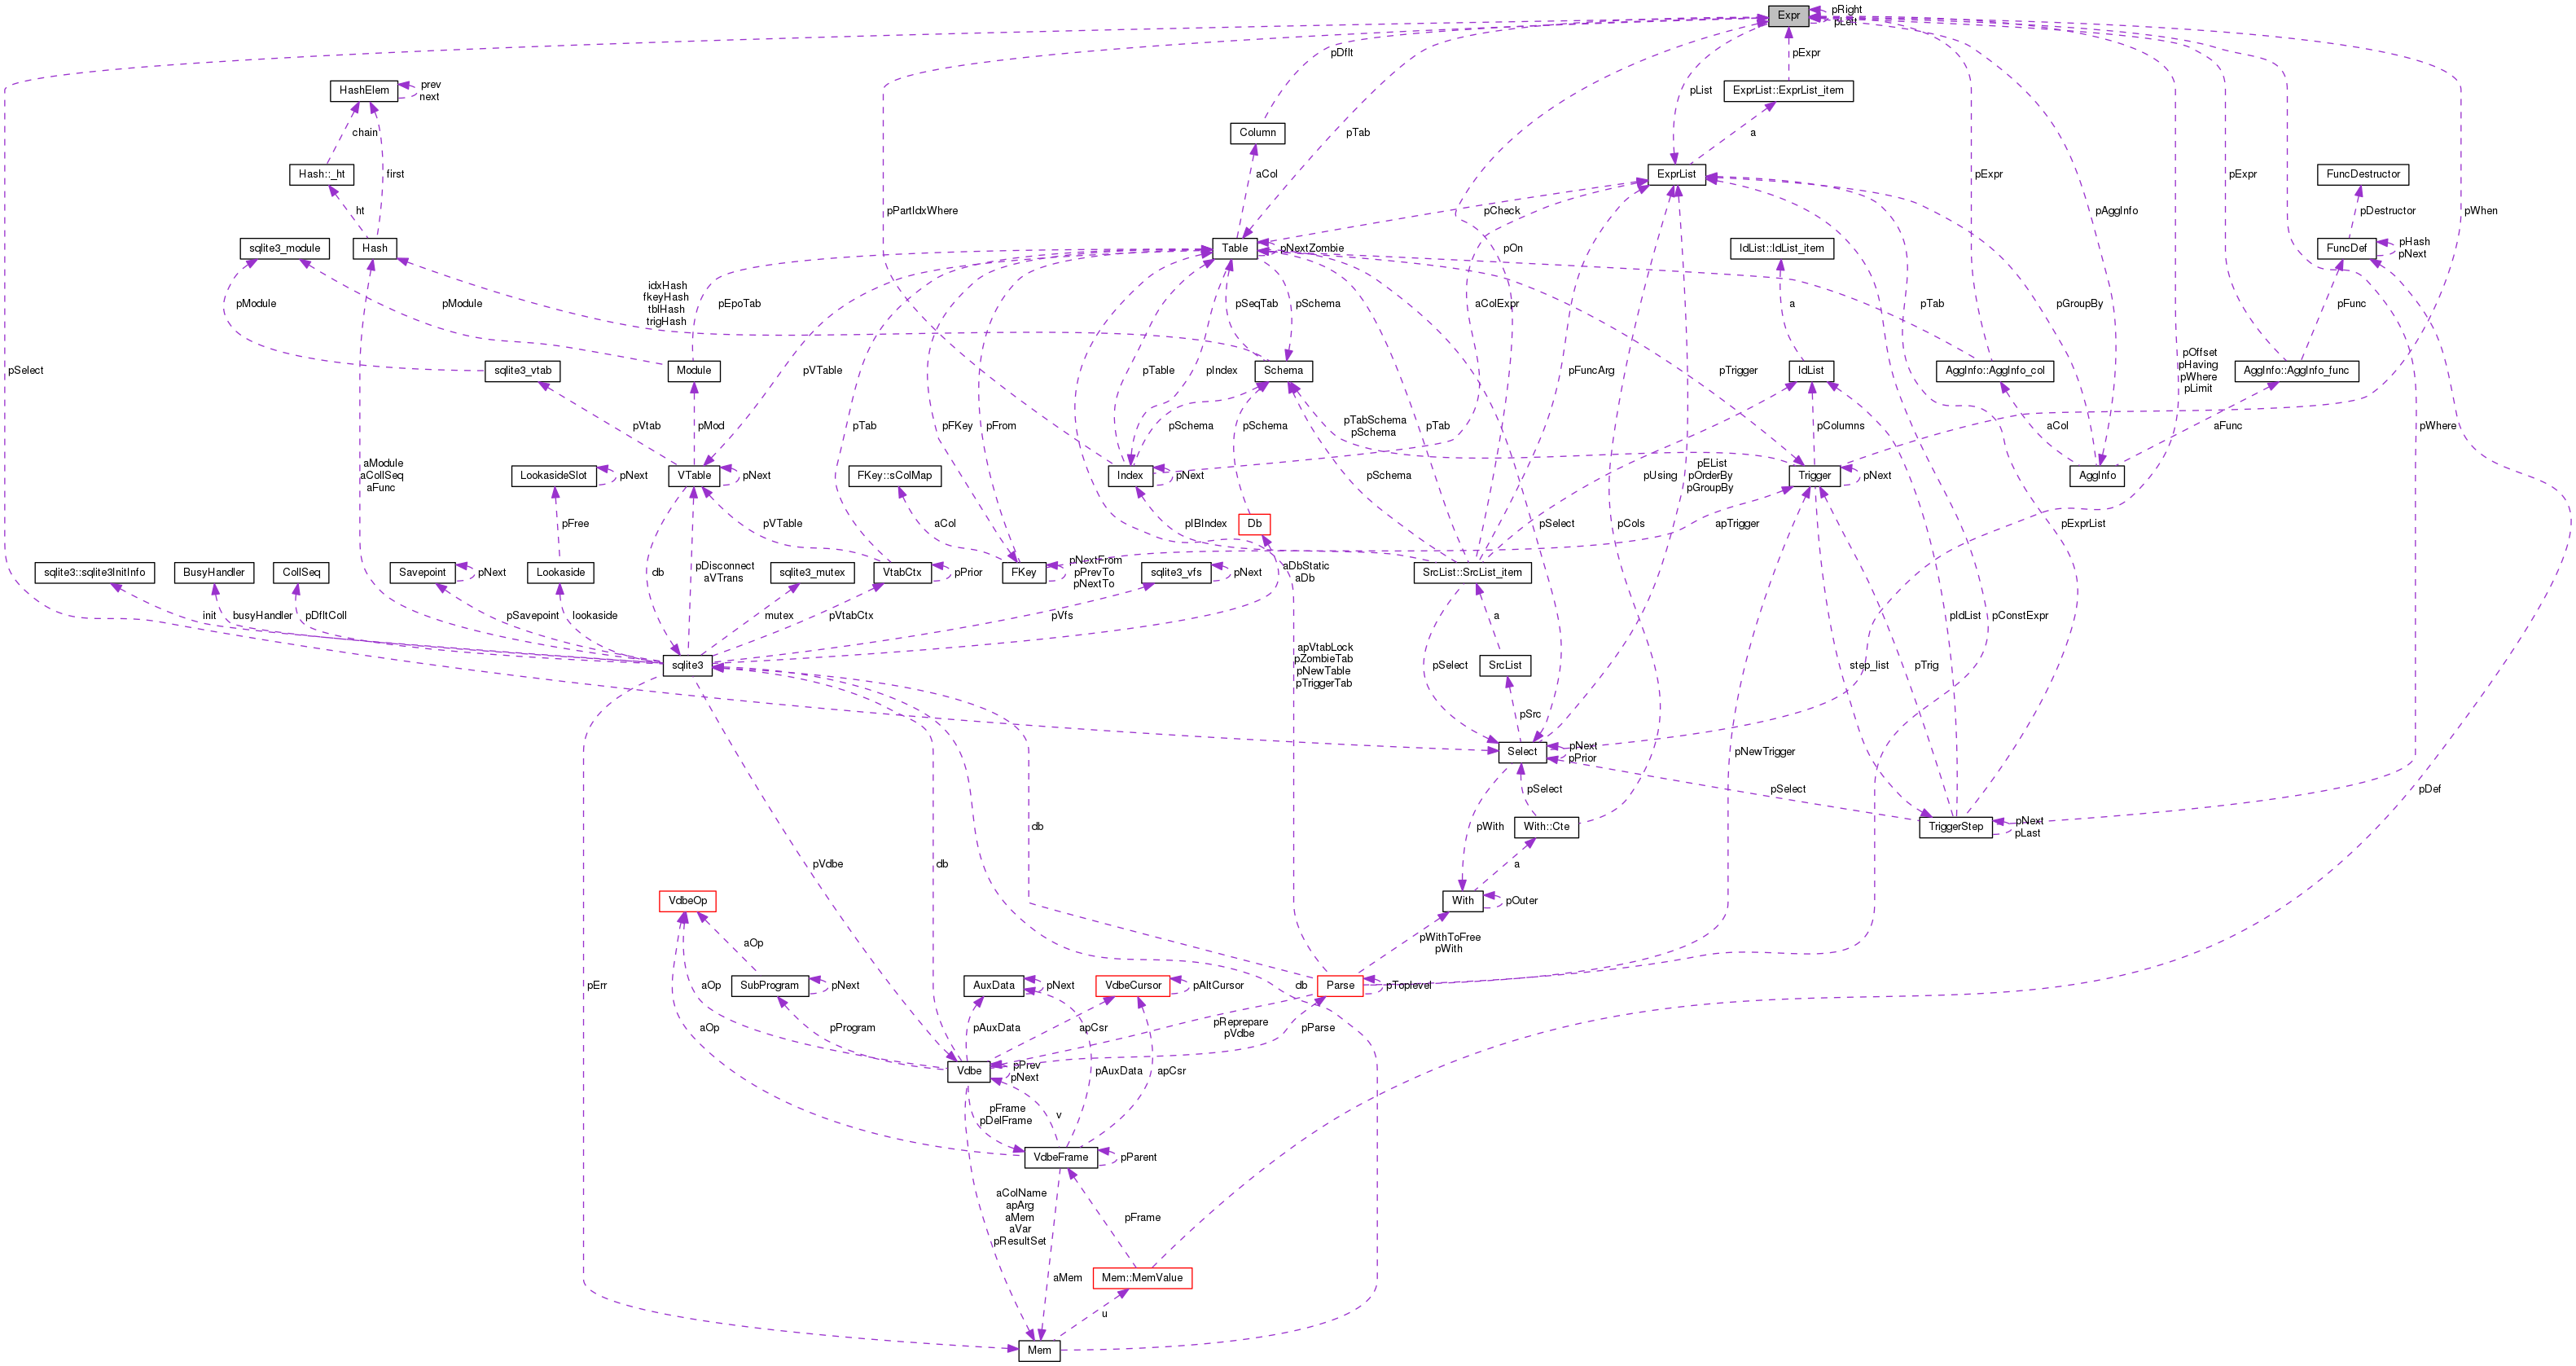 Expr
pRight
pLeft
pDflt
pExpr
HashElem
prev
next
pList
ExprList::ExprList_item
chain
Column
pTab
a
Hash::_ht
first
aCol
ExprList
pExpr
pExpr
FuncDestructor
ht
pPartIdxWhere
pCheck
pAggInfo
pDestructor
pWhen
sqlite3_module
Hash
Table
pNextZombie
pOn
IdList::IdList_item
FuncDef
pHash
pNext
pModule
pModule
idxHash
fkeyHash
tblHash
trigHash
pEpoTab
pSeqTab
pSchema
aColExpr
a
pTab
pGroupBy
pFunc
pSelect
sqlite3_vtab
Module
pVTable
pTable
pIndex
Schema
pFuncArg
pTrigger
IdList
AggInfo::AggInfo_col
pOffset
pHaving
pWhere
pLimit
AggInfo::AggInfo_func
pVtab
pMod
pTab
pFKey
pFrom
pSchema
pSchema
pTabSchema
pSchema
pTab
pColumns
aCol
aFunc
pWhere
aModule
aCollSeq
aFunc
LookasideSlot
pNext
VTable
pNext
FKey::sColMap
Index
pNext
pSchema
pUsing
pEList
pOrderBy
pGroupBy
Trigger
pNext
AggInfo
pFree
pVTable
aCol
pIBIndex
Db
pSelect
pCols
apTrigger
pExprList
sqlite3::sqlite3InitInfo
BusyHandler
CollSeq
Savepoint
pNext
Lookaside
db
pDisconnect
aVTrans
sqlite3_mutex
VtabCtx
pPrior
FKey
pNextFrom
pPrevTo
pNextTo
sqlite3_vfs
pNext
aDbStatic
aDb
SrcList::SrcList_item
init
busyHandler
pDfltColl
pSavepoint
lookaside
mutex
pVtabCtx
pVfs
a
pIdList
pConstExpr
sqlite3
apVtabLock
pZombieTab
pNewTable
pTriggerTab
pSelect
SrcList
step_list
pTrig
pSrc
Select
pNext
pPrior
pNewTrigger
pSelect
pSelect
pDef
db
pWith
With::Cte
TriggerStep
pNext
pLast
pVdbe
db
a
VdbeOp
With
pOuter
aOp
pWithToFree
pWith
pErr
aOp
SubProgram
pNext
AuxData
pNext
VdbeCursor
pAltCursor
db
Parse
pToplevel
aOp
pProgram
pAuxData
apCsr
pReprepare
pVdbe
pParse
Vdbe
pPrev
pNext
pAuxData
apCsr
pFrame
pDelFrame
v
VdbeFrame
pParent
aColName
apArg
aMem
aVar
pResultSet
pFrame
aMem
Mem::MemValue
u
Mem